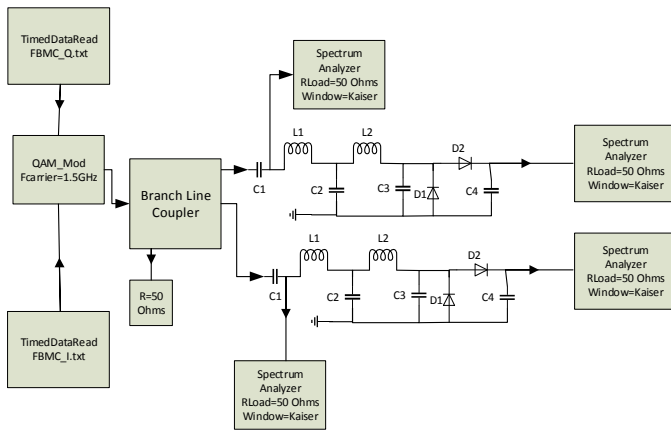 TimedDataRead
FBMC_Q.txt
QAM_Mod
Fcarrier=1.5GHz
TimedDataRead
FBMC_I.txt
Branch Line
Coupler
R=50
Ohms
Spectrum
Analyzer
RLoad=50 Ohms
Window=Kaiser
C1
L1
L2
C2
C3
D1
D2
C4
Spectrum
Analyzer
RLoad=50 Ohms
Window=Kaiser
C1
L1
L2
C2
C3
D1
D2
C4
Spectrum
Analyzer
RLoad=50 Ohms
Window=Kaiser
Spectrum
Analyzer
RLoad=50 Ohms
Window=Kaiser